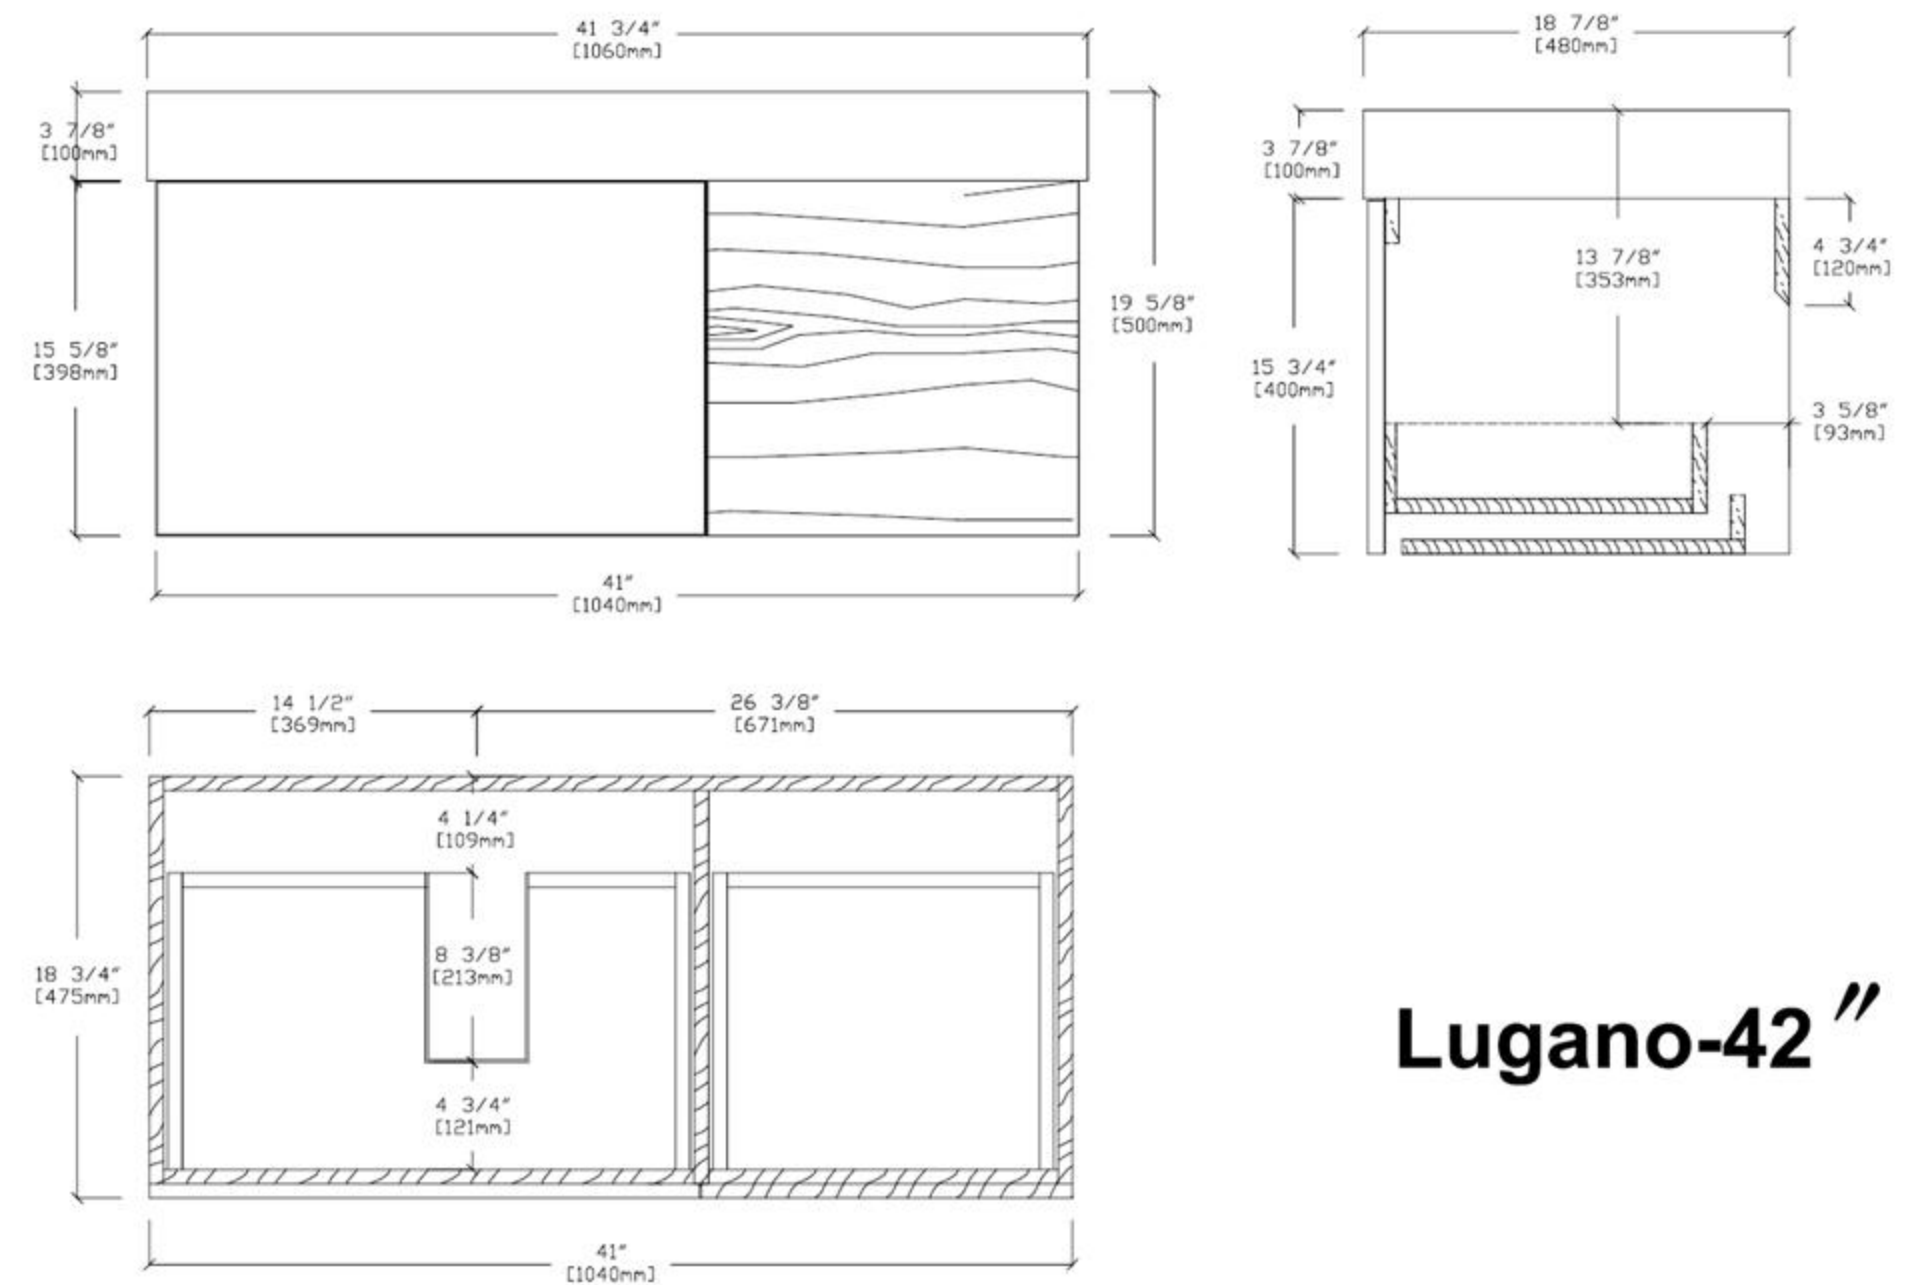 41 3/4"
[1060mm]
3 7/8"
[100mm]
15 5/8"
[398mm]
19 5/8"
[500mm]
41"
[1040mm]
18 7/8"
[480mm]
3 7/8"
[100mm]
13 7/8"
[353mm]
4 3/4"
[120mm]
15 3/4"
[400mm]
3 5/8"
[93mm]
14 1/2"
[369mm]
26 3/8"
[671mm]
4 1/4"
[109mm]
8 3/8"
[213mm]
18 3/4"
[475mm]
4 3/4"
[121mm]
41"
[1040mm]
Lugano-42"